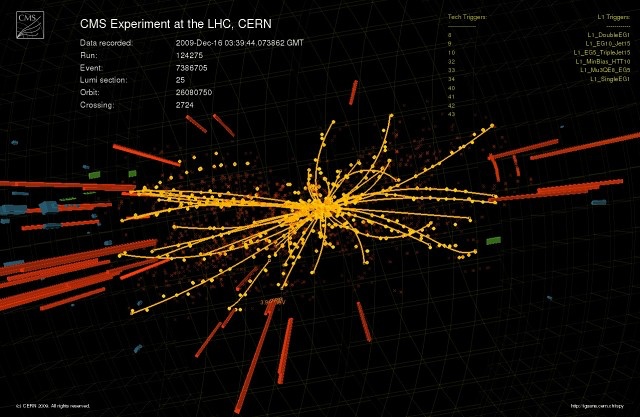 CMS
CMS Experiment at the LHC, CERN
Data recorded: 2009-Dec-16 03:39:44.073862 GMT
Run: 124275
Event: 7386705
Lumi section: 25
Orbit: 26080750
Crossing: 2724
Tech Triggers:
8
9
10
32
33
34
40
41
42
43
L1 Triggers:
L1_DoubleEG1
L1_EG10_Jet15
L1_EG5_TripleJet15
L1_MinBias_HTT10
L1_Mu3QE8_EG5
L1_SingleEG1
(c) CERN 2009. All rights reserved.
http://iguana.cern.ch/ispy